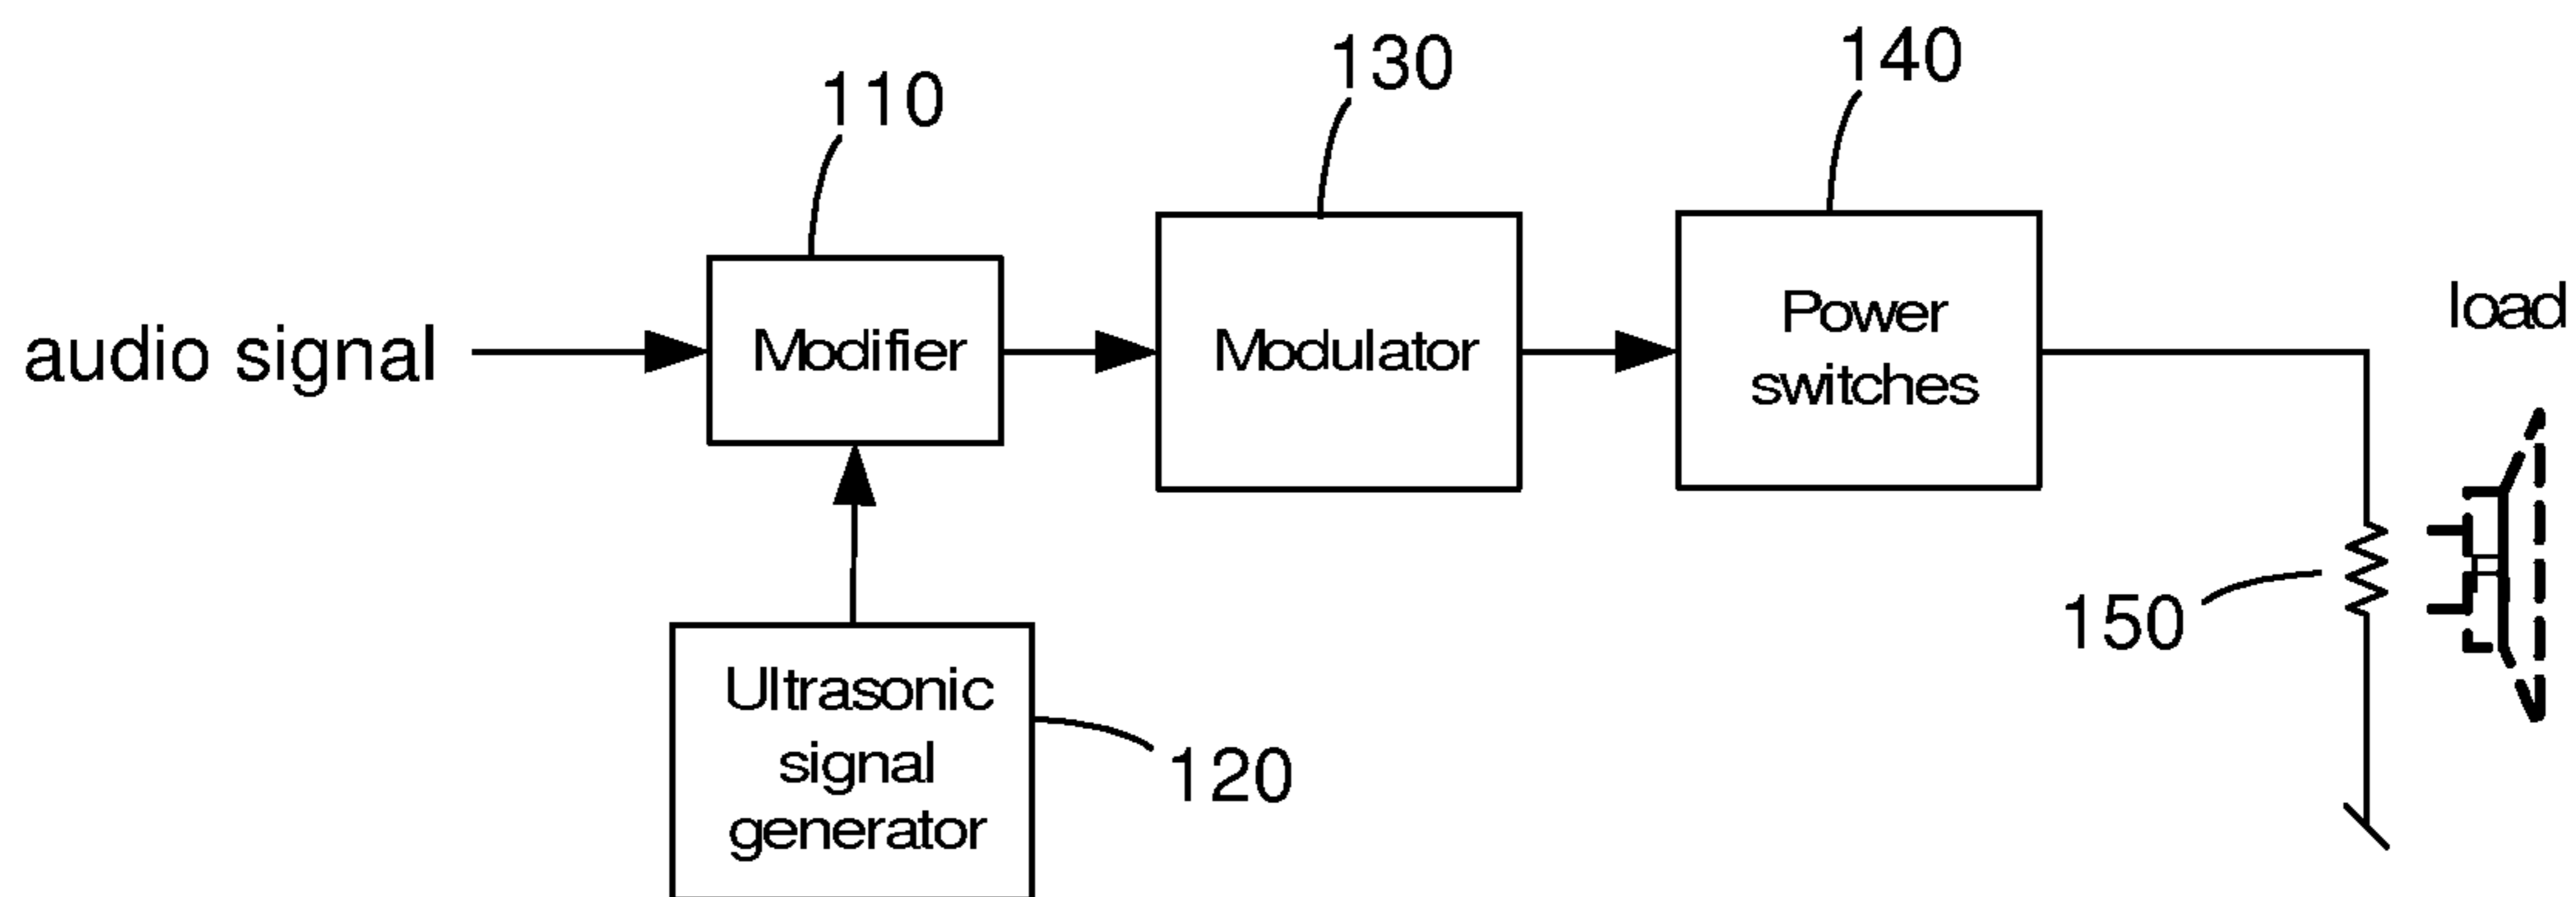 110
130
140
load
audio signal
Modifier
Modulator
Power
switches
150
Ultrasonic
signal
generator
120